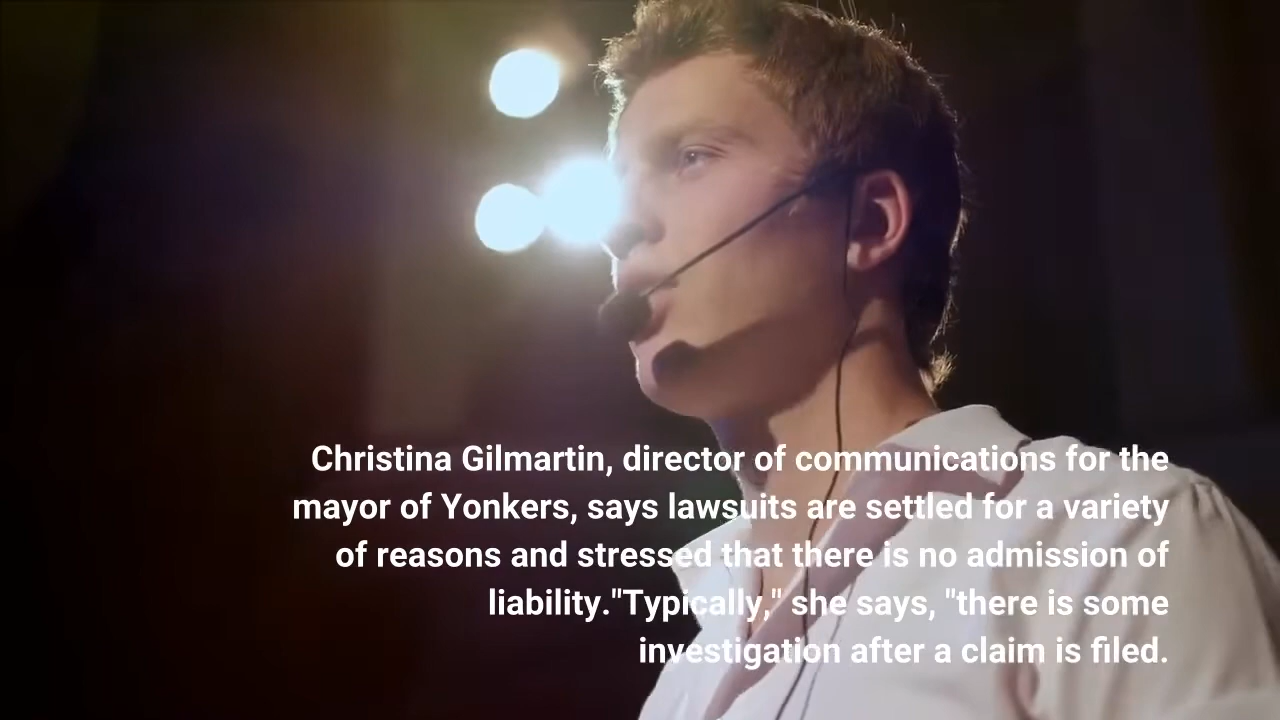 Christina Gilmartin, director of communications for the
mayor of Yonkers, says lawsuits are settled for a variety
of reasons and stressed that there is no admission of
liability."Typically," she says, "there is some
investigation after a claim is filed.